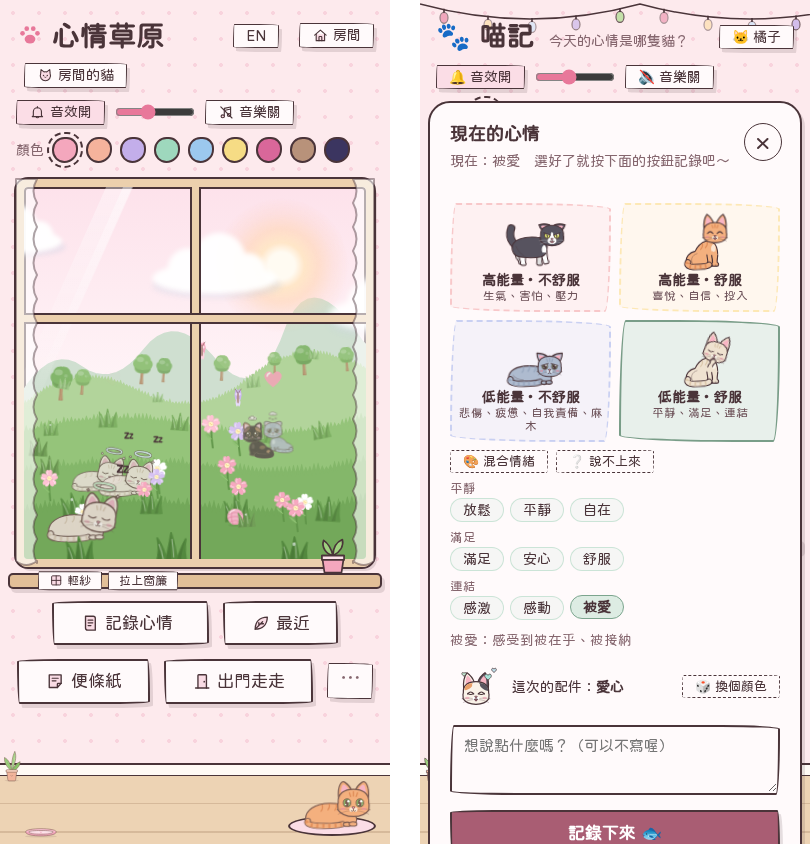 心情草原
EN
房間
房間的貓
音效開
音樂關
顏色
zz
zz
zz
輕紗
拉上窗簾
記錄心情
最近
便條紙
出門走走
...
喵記
今天的心情是哪隻貓？
橘子
音效開
音樂關
現在的心情
現在：被愛　選好了就按下面的按鈕記錄吧～
高能量・不舒服
生氣、害怕、壓力
高能量・舒服
喜悅、自信、投入
低能量・不舒服
悲傷、疲憊、自我責備、麻
木
低能量・舒服
平靜、滿足、連結
混合情緒
說不上來
平靜
放鬆
平靜
自在
滿足
滿足
安心
舒服
連結
感激
感動
被愛
被愛：感受到被在乎、被接納
這次的配件：愛心
換個顏色
想說點什麼嗎？（可以不寫喔）
記錄下來